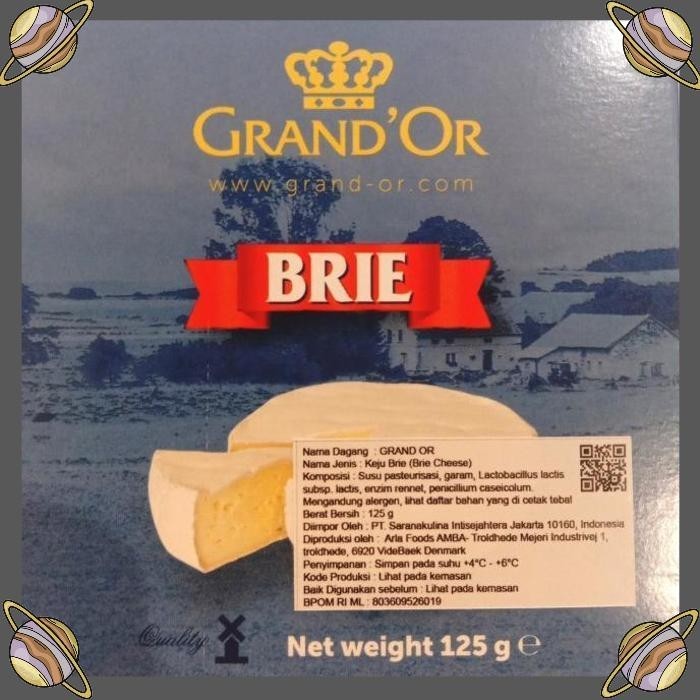 GRAND'OR
www.grand-or.com
BRIE
Nama Dagang : GRAND OR
Nama Jenis : Keju Brie (Brie Cheese)
Komposisi : Susu pasteurisasi, garam, Lactobacillus lactis
subsp. lactis, enzim rennet, penicillium caseicolum.
Mengandung alergen, lihat daftar bahan yang di cetak tebal
Berat Bersih : 125 g
Diimpor Oleh : PT. Saranakulina Intisejahtera Jakarta 10160, Indonesia
Diproduksi oleh : Arla Foods AMBA- Troldhede Mejeri Industrivej 1,
troldhede, 6920 VideBaek Denmark
Penyimpanan : Simpan pada suhu +4°C - +6°C
Kode Produksi : Lihat pada kemasan
Baik Digunakan sebelum : Lihat pada kemasan
BPOM RI ML : 803609526019
Quality
Net weight 125 g ℮